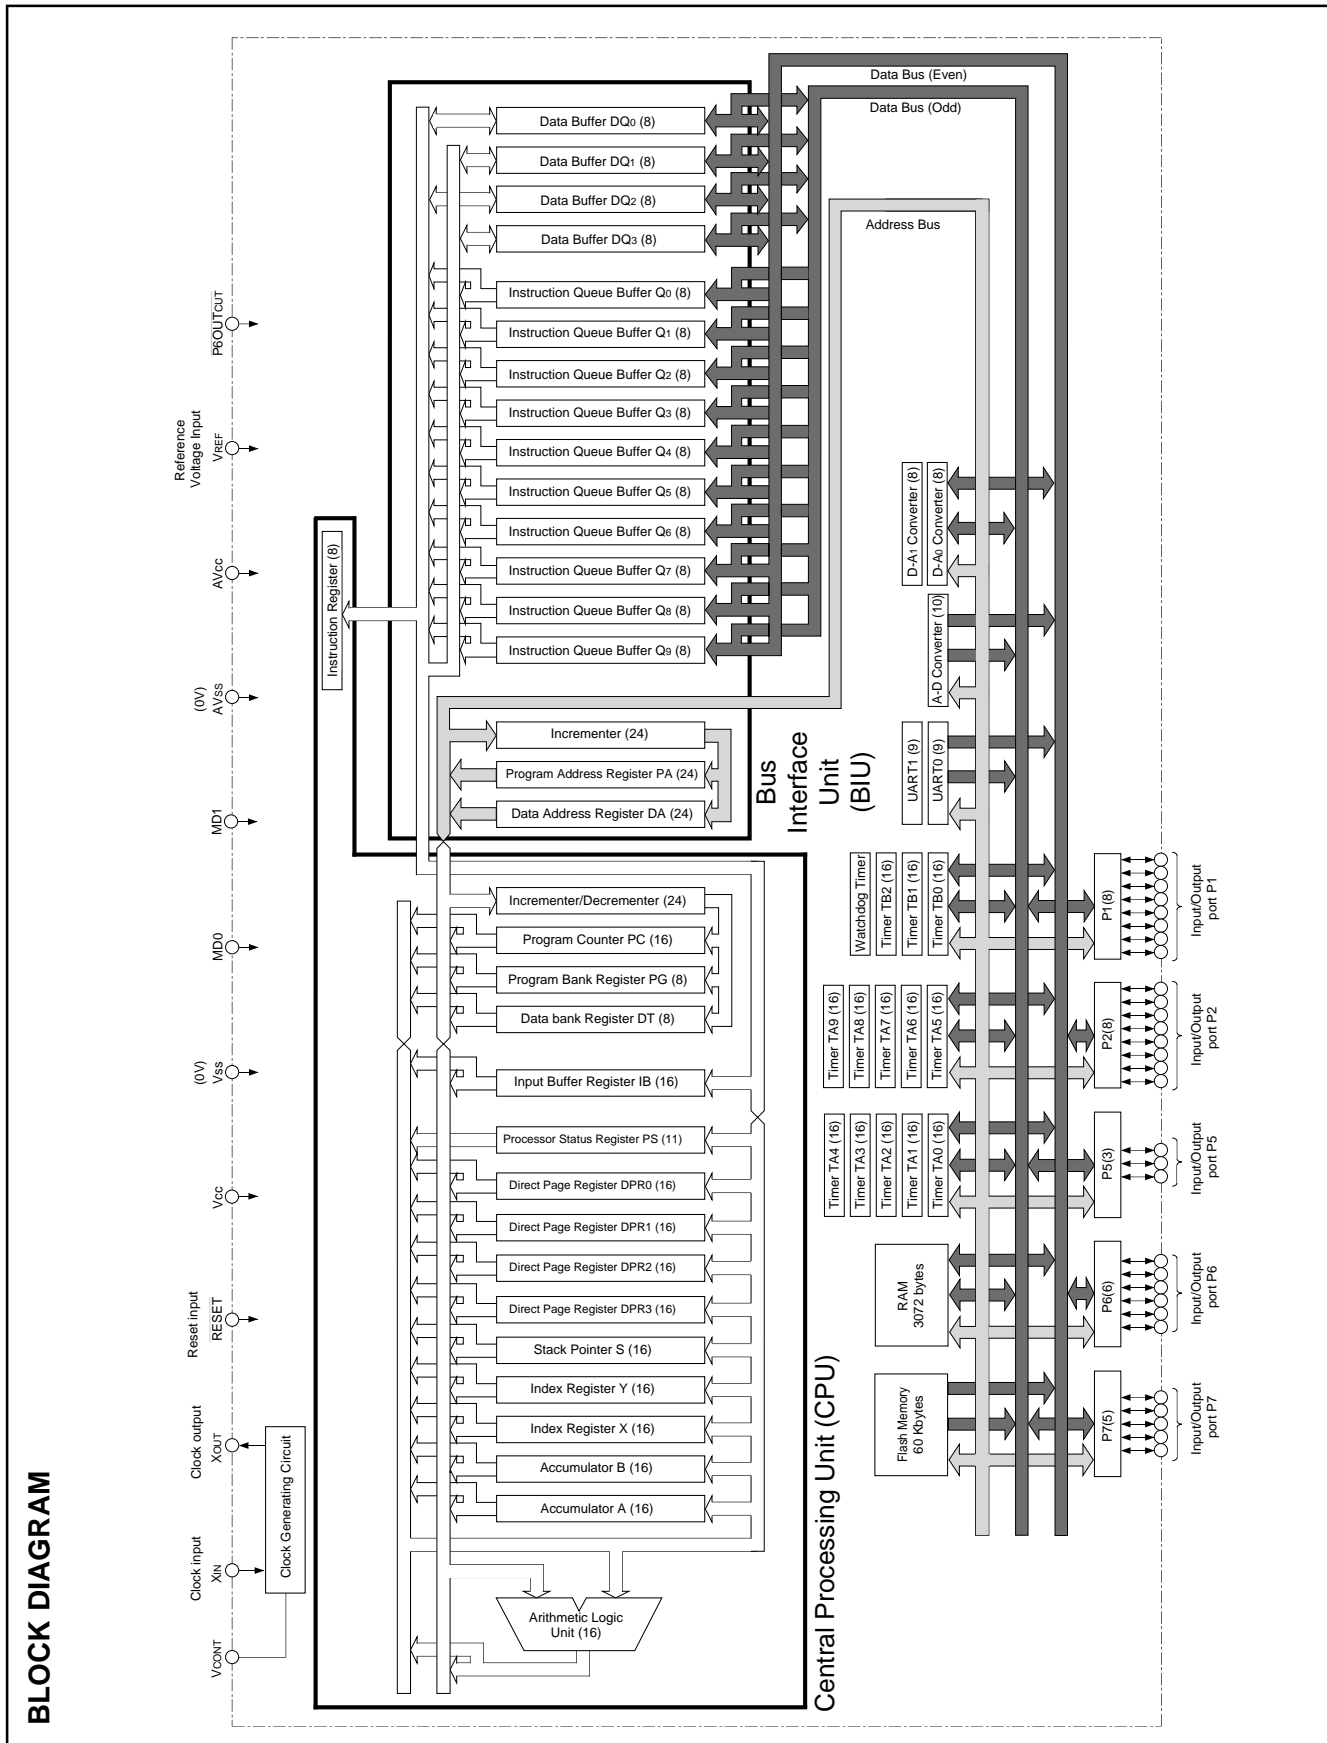 BLOCK DIAGRAM
Data Bus (Even)
Data Bus (Odd)
Address Bus
Data Buffer DQ0 (8)
Data Buffer DQ1 (8)
Data Buffer DQ2 (8)
Data Buffer DQ3 (8)
Instruction Queue Buffer Q0 (8)
Instruction Queue Buffer Q1 (8)
Instruction Queue Buffer Q2 (8)
Instruction Queue Buffer Q3 (8)
Instruction Queue Buffer Q4 (8)
Instruction Queue Buffer Q5 (8)
Instruction Queue Buffer Q6 (8)
Instruction Queue Buffer Q7 (8)
Instruction Queue Buffer Q8 (8)
Instruction Queue Buffer Q9 (8)
Incrementer (24)
Program Address Register PA (24)
Data Address Register DA (24)
Bus
Interface
Unit
(BIU)
Instruction Register (8)
Incrementer/Decrementer (24)
Program Counter PC (16)
Program Bank Register PG (8)
Data bank Register DT (8)
Input Buffer Register IB (16)
Processor Status Register PS (11)
Direct Page Register DPR0 (16)
Direct Page Register DPR1 (16)
Direct Page Register DPR2 (16)
Direct Page Register DPR3 (16)
Stack Pointer S (16)
Index Register Y (16)
Index Register X (16)
Accumulator B (16)
Accumulator A (16)
Arithmetic Logic
Unit (16)
Central Processing Unit (CPU)
P6OUTCUT
Reference
Voltage Input
VREF
AVcc
(0V)
AVss
MD1
MD0
(0V)
Vss
Vcc
Reset input
RESET
Clock output
XOUT
Clock input
XIN
VCONT
Clock Generating Circuit
D-A1 Converter (8)
D-A0 Converter (8)
A-D Converter (10)
UART1 (9)
UART0 (9)
Watchdog Timer
Timer TB2 (16)
Timer TB1 (16)
Timer TB0 (16)
Timer TA9 (16)
Timer TA8 (16)
Timer TA7 (16)
Timer TA6 (16)
Timer TA5 (16)
Timer TA4 (16)
Timer TA3 (16)
Timer TA2 (16)
Timer TA1 (16)
Timer TA0 (16)
RAM
3072 bytes
Flash Memory
60 Kbytes
P1(8)
Input/Output
port P1
P2(8)
Input/Output
port P2
P5(3)
Input/Output
port P5
P6(6)
Input/Output
port P6
P7(5)
Input/Output
port P7